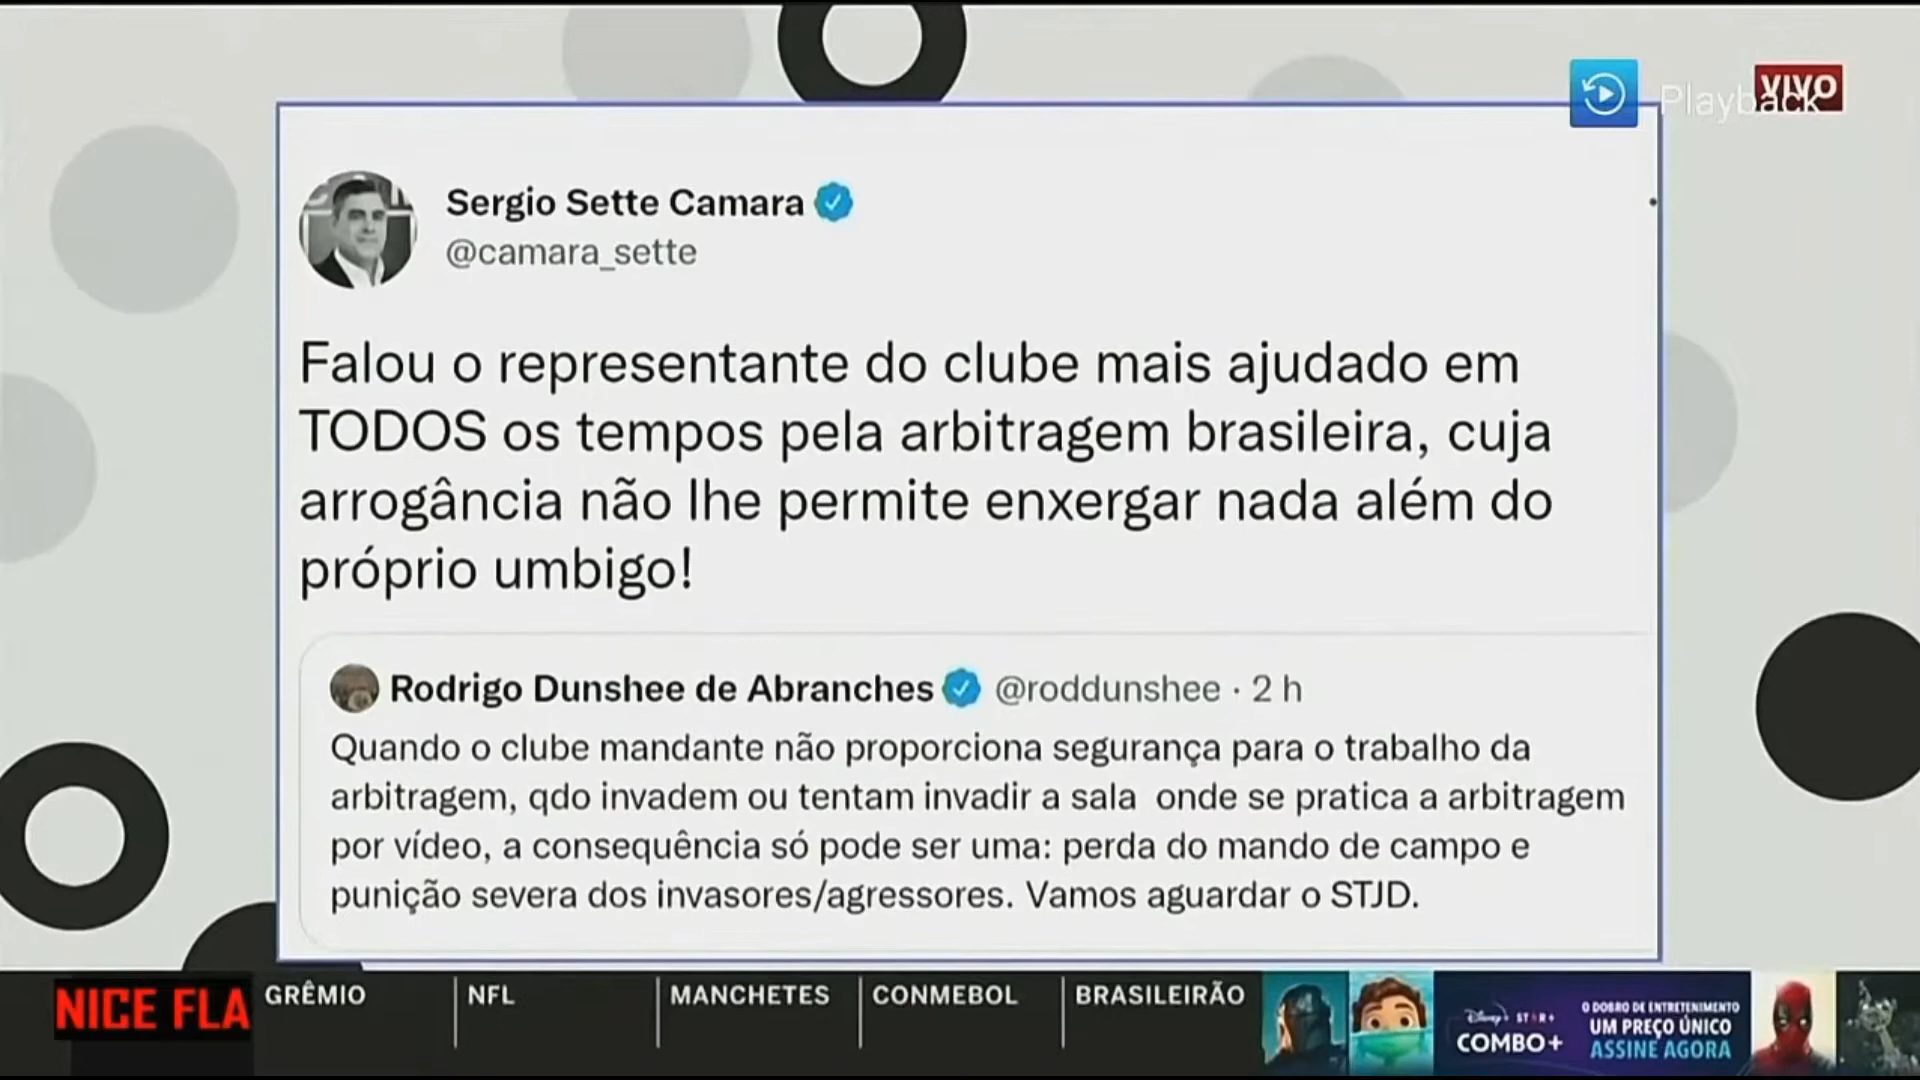 Playback
VIVO
Sergio Sette Camara
@camara_sette
Falou o representante do clube mais ajudado em
TODOS os tempos pela arbitragem brasileira, cuja
arrogância não lhe permite enxergar nada além do
próprio umbigo!
Rodrigo Dunshee de Abranches @roddunshee · 2 h
Quando o clube mandante não proporciona segurança para o trabalho da
arbitragem, qdo invadem ou tentam invadir a sala  onde se pratica a arbitragem
por vídeo, a consequência só pode ser uma: perda do mando de campo e
punição severa dos invasores/agressores. Vamos aguardar o STJD.
NICE FLA
GRÊMIO
NFL
MANCHETES
CONMEBOL
BRASILEIRÃO
Disney+ STAR+
COMBO+
O DOBRO DE ENTRETENIMENTO
UM PREÇO ÚNICO
ASSINE AGORA